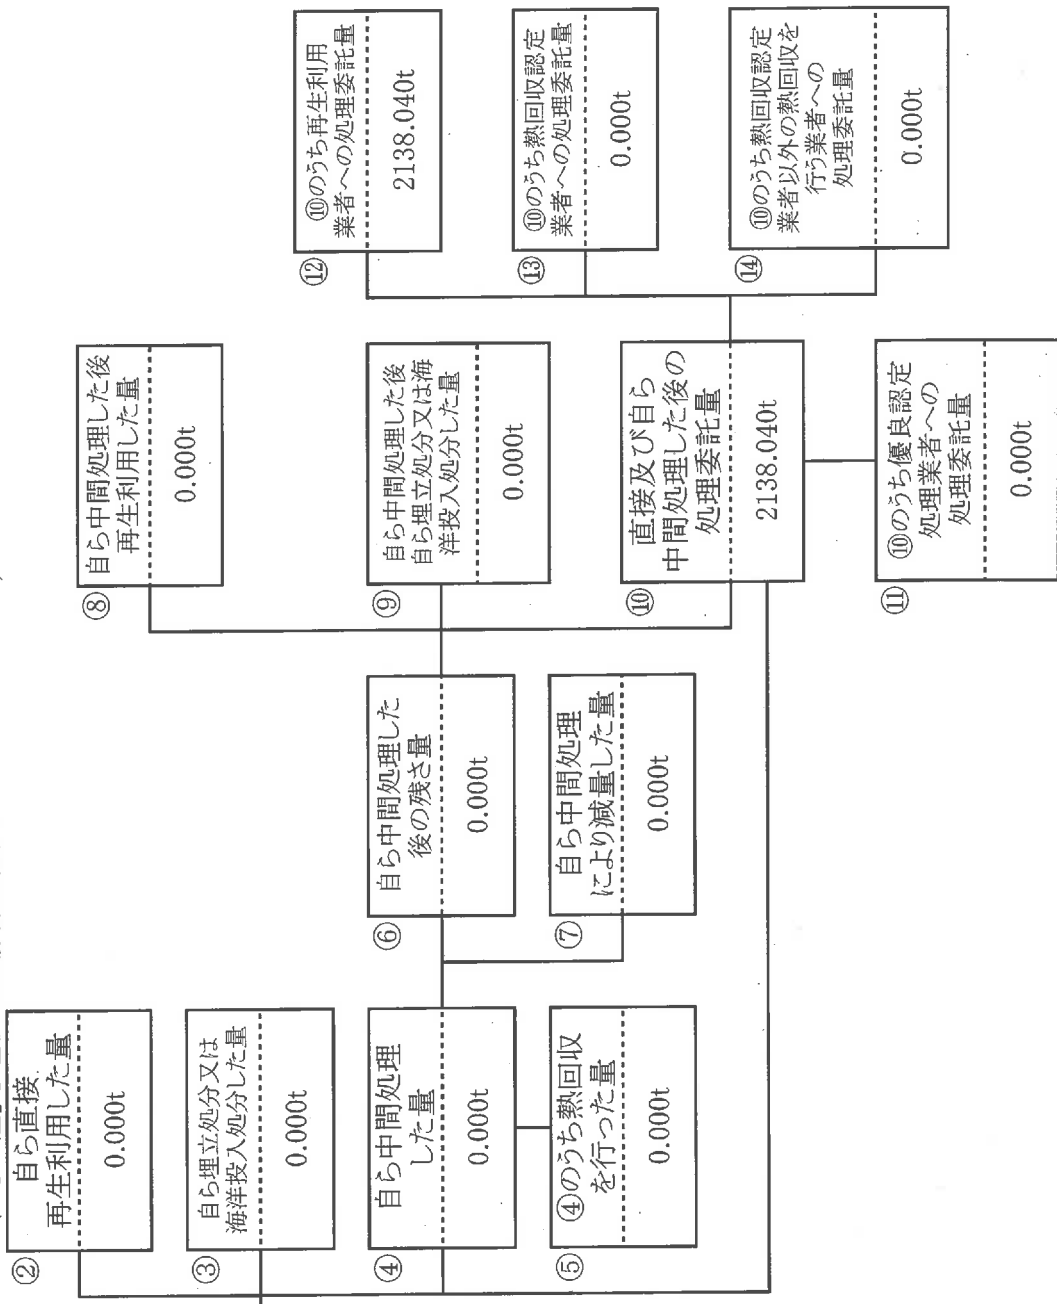 ②
自ら直接
再生利用した量
0.000t
③
自ら埋立処分又は
海洋投入処分した量
0.000t
④
自ら中間処理
した量
0.000t
⑤
④のうち熱回収
を行った量
0.000t
⑥
自ら中間処理した
後の残さ量
0.000t
⑦
自ら中間処理
により減量した量
0.000t
⑧
自ら中間処理した後
再生利用した量
0.000t
⑨
自ら中間処理した後
自ら埋立処分又は海
洋投入処分した量
0.000t
⑩
直接及び自ら
中間処理した後の
処理委託量
2138.040t
⑪
⑩のうち優良認定
処理業者への
処理委託量
0.000t
⑫
⑩のうち再生利用
業者への処理委託量
2138.040t
⑬
⑩のうち熱回収認定
業者への処理委託量
0.000t
⑭
⑩のうち熱回収認定
業者以外の熱回収を
行う業者への
処理委託量
0.000t